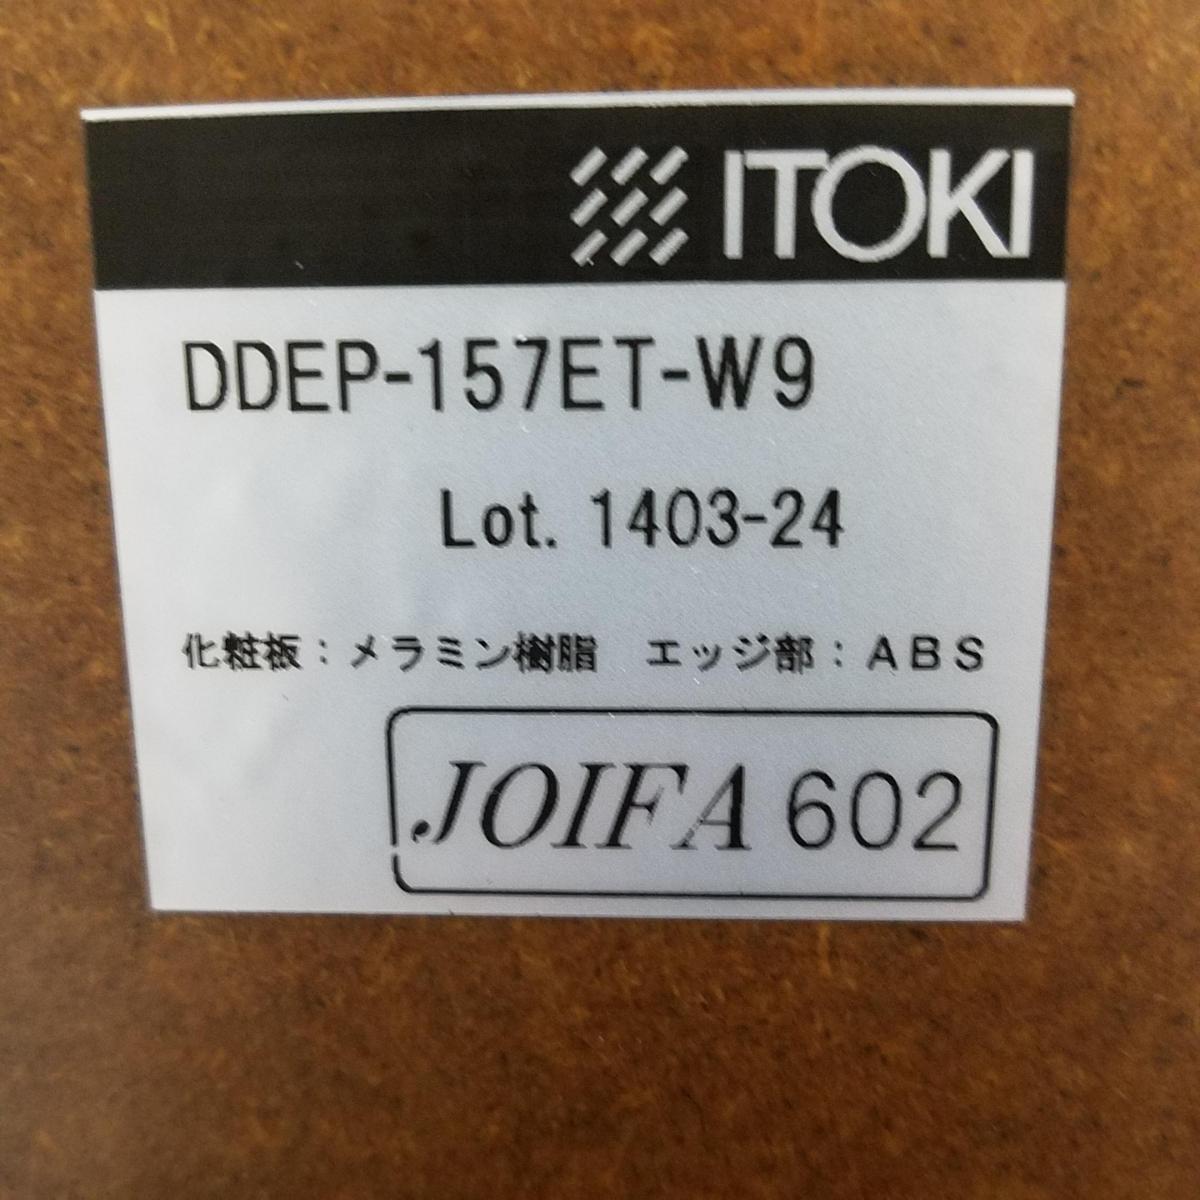 ITOKI
DDEP-157ET-W9
Lot. 1403-24
化粧板：メラミン樹脂　エッジ部：ＡＢＳ
JOIFA 602